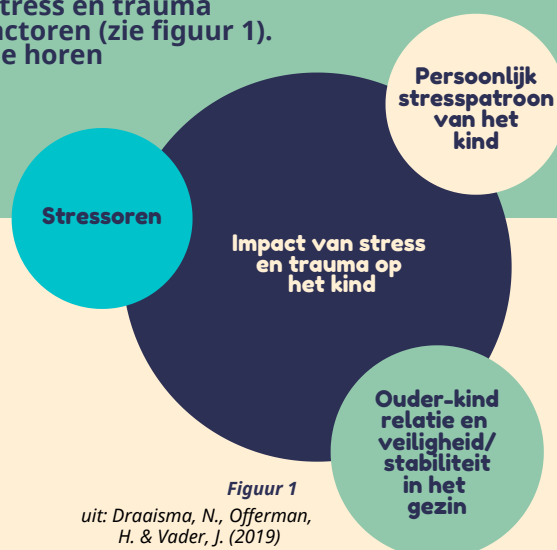 tress en trauma
ctoren (zie figuur 1).
e horen
Persoonlijk
stresspatroon
van het
kind
Stressoren
Impact van stress
en trauma op
het kind
Ouder-kind
relatie en
veiligheid/
stabiliteit
in het
gezin
Figuur 1
uit: Draaisma, N., Offerman,
H. & Vader, J. (2019)